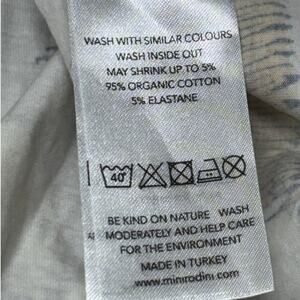 WASH WITH SIMILAR COLOURS
WASH INSIDE OUT
MAY SHRINK UP TO 5%
95% ORGANIC COTTON
5% ELASTANE
40°
BE KIND ON NATURE WASH
MODERATELY AND HELP CARE
FOR THE ENVIRONMENT
MADE IN TURKEY
www.minirodini.com